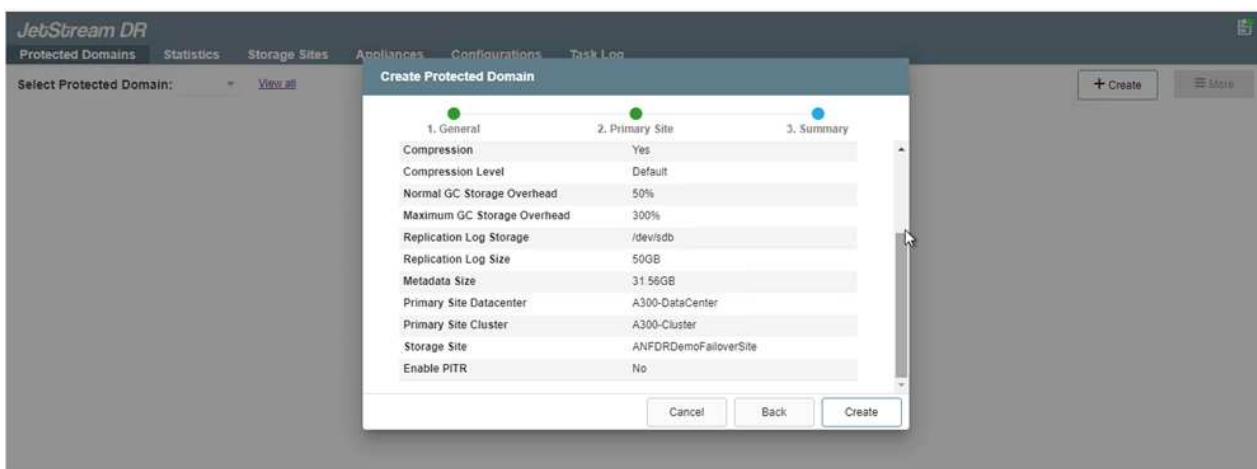 JetStream DR
Protected Domains Statistics Storage Sites Appliances Configurations Task Log
Select Protected Domain: View all + Create More
Create Protected Domain
1. General 2. Primary Site 3. Summary
Compression Yes
Compression Level Default
Normal GC Storage Overhead 50%
Maximum GC Storage Overhead 300%
Replication Log Storage /dev/sdb
Replication Log Size 50GB
Metadata Size 31.56GB
Primary Site Datacenter A300-DataCenter
Primary Site Cluster A300-Cluster
Storage Site ANFDRDemoFailoverSite
Enable PITR No
Cancel Back Create